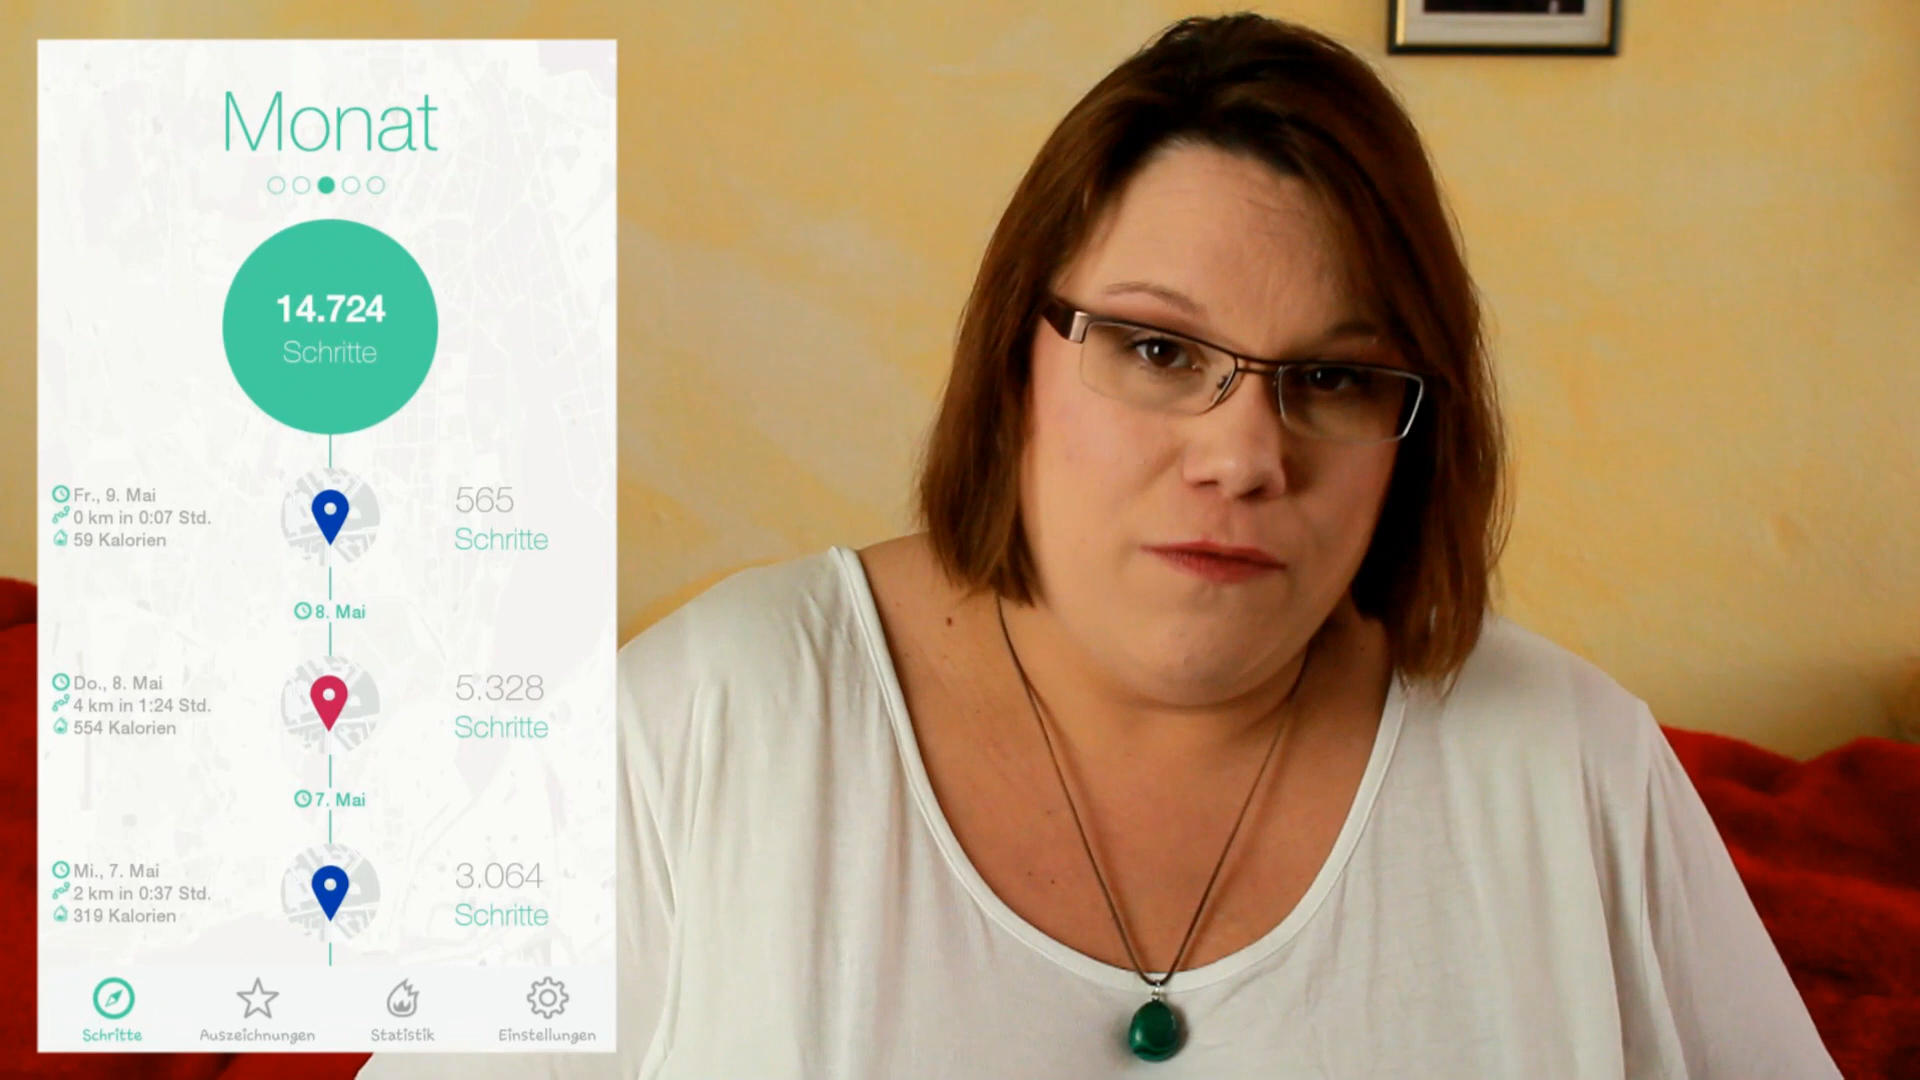 Monat
14.724
Schritte
Fr., 9. Mai
0 km in 0:07 Std.
59 Kalorien
565
Schritte
8. Mai
Do., 8. Mai
4 km in 1:24 Std.
554 Kalorien
5.328
Schritte
7. Mai
Mi., 7. Mai
2 km in 0:37 Std.
319 Kalorien
3.064
Schritte
Schritte
Auszeichnungen
Statistik
Einstellungen